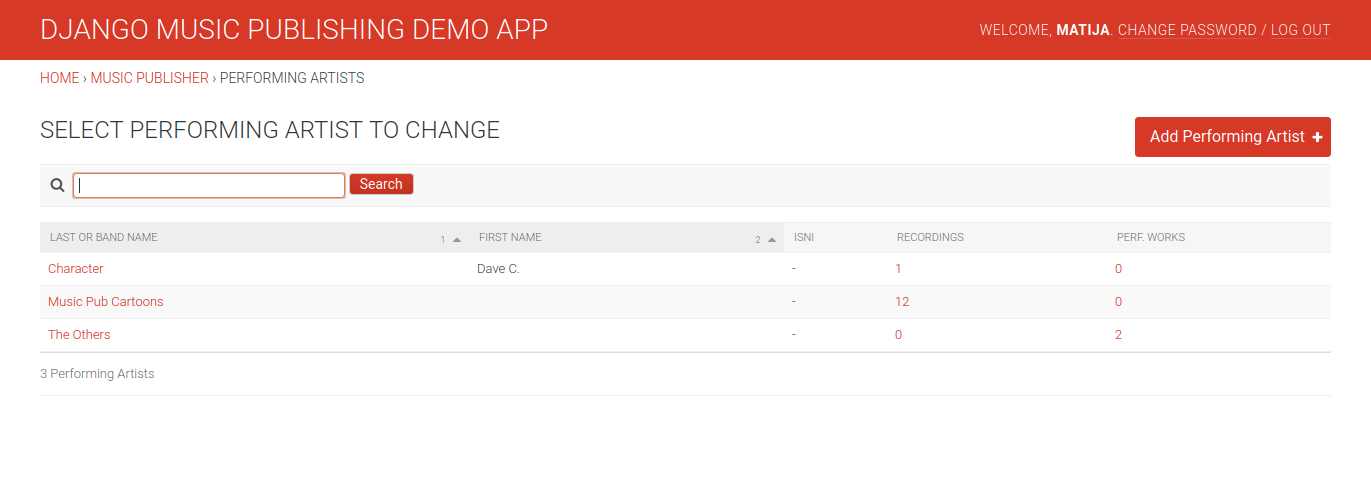 DJANGO MUSIC PUBLISHING DEMO APP WELCOME, MATIJA. CHANGE PASSWORD / LOG OUT
HOME › MUSIC PUBLISHER › PERFORMING ARTISTS
SELECT PERFORMING ARTIST TO CHANGE
Add Performing Artist +
Search
LAST OR BAND NAME 1 FIRST NAME 2 ISNI RECORDINGS PERF. WORKS
Character Dave C. - 1 0
Music Pub Cartoons - 12 0
The Others - 0 2
3 Performing Artists